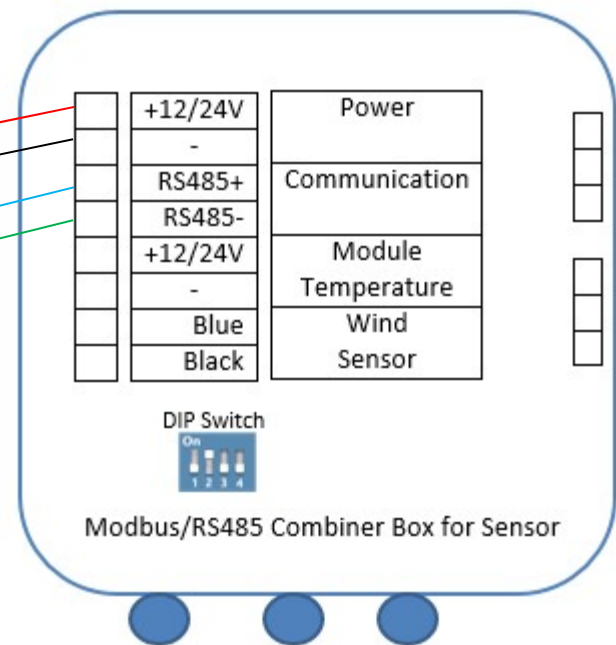 +12/24V Power
-
RS485+ Communication
RS485-
+12/24V Module
- Temperature
Blue Wind
Black Sensor
DIP Switch
On
1 2 3 4
Modbus/RS485 Combiner Box for Sensor